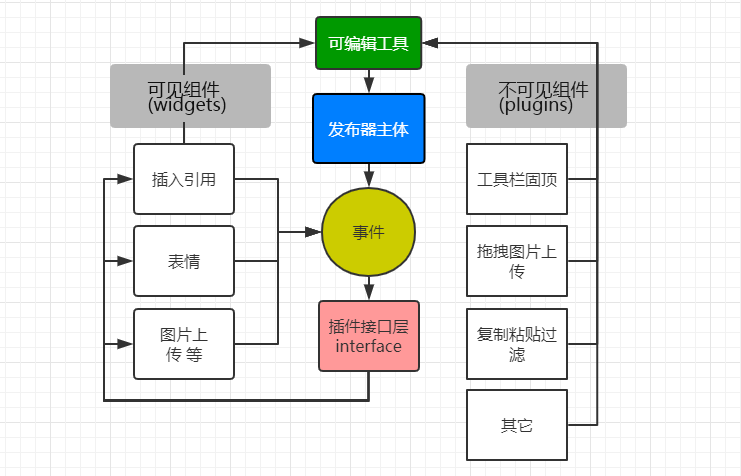 可编辑工具
可见组件
(widgets)
不可见组件
(plugins)
发布器主体
插入引用
工具栏固顶
事件
表情
拖拽图片上
传
图片上
传 等
插件接口层
interface
复制粘贴过
滤
其它